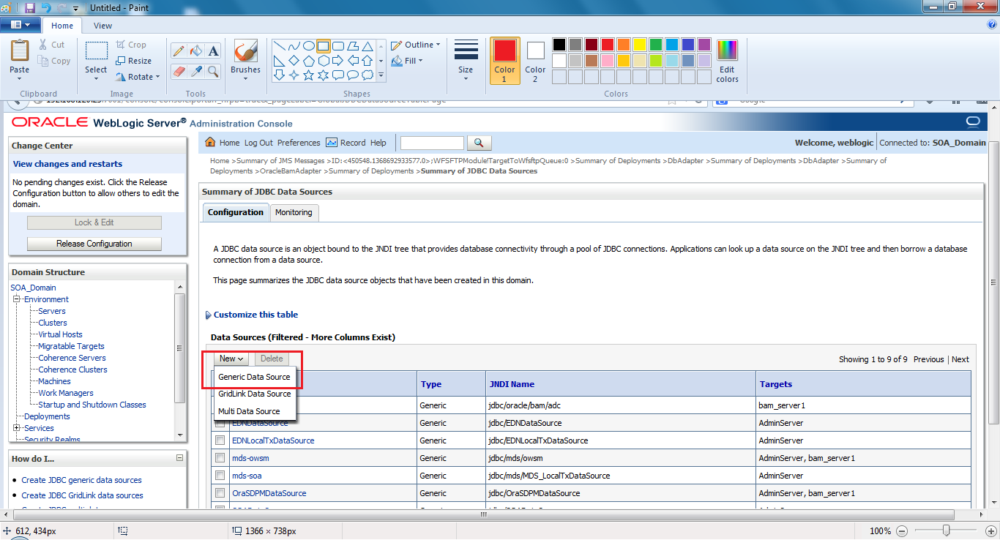 Untitled - Paint
Home View
Cut
Copy
Paste
Clipboard
Crop
Resize
Rotate
Select
Image
A
Tools
Brushes
Outline
Fill
Shapes
Size
Color 1
Color 2
Colors
Edit colors
ORACLE WebLogic Server® Administration Console
Change Center
View changes and restarts
No pending changes exist. Click the Release
Configuration button to allow others to edit the
domain.
Lock & Edit
Release Configuration
Domain Structure
SOA_Domain
Environment
Servers
Clusters
Virtual Hosts
Migratable Targets
Coherence Servers
Coherence Clusters
Machines
Work Managers
Startup and Shutdown Classes
Deployments
Services
Security Realms
How do I...
Create JDBC generic data sources
Create JDBC GridLink data sources
Home Log Out Preferences Record Help
Welcome, weblogic Connected to: SOA_Domain
Home >Summary of JMS Messages >ID:<450548.1368692933577.0>;WFSFTPModule!TargetToWfsftpQueue:0 >Summary of Deployments >DbAdapter >Summary of Deployments >DbAdapter >Summary of
Deployments >OracleBamAdapter >Summary of Deployments >Summary of JDBC Data Sources
Summary of JDBC Data Sources
Configuration Monitoring
A JDBC data source is an object bound to the JNDI tree that provides database connectivity through a pool of JDBC connections. Applications can look up a data source on the JNDI tree and then borrow a database
connection from a data source.
This page summarizes the JDBC data source objects that have been created in this domain.
Customize this table
Data Sources (Filtered - More Columns Exist)
New Delete
Showing 1 to 9 of 9 Previous | Next
Generic Data Source
GridLink Data Source
Multi Data Source
Type JNDI Name Targets
Generic jdbc/oracle/bam/adc bam_server1
EDNDataSource Generic jdbc/EDNDataSource AdminServer
EDNLocalTxDataSource Generic jdbc/EDNLocalTxDataSource AdminServer
mds-owsm Generic jdbc/mds/owsm AdminServer, bam_server1
mds-soa Generic jdbc/mds/MDS_LocalTxDataSource AdminServer
OraSDPMDataSource Generic jdbc/OraSDPMDataSource AdminServer, bam_server1
612, 434px
1366 × 738px
100%